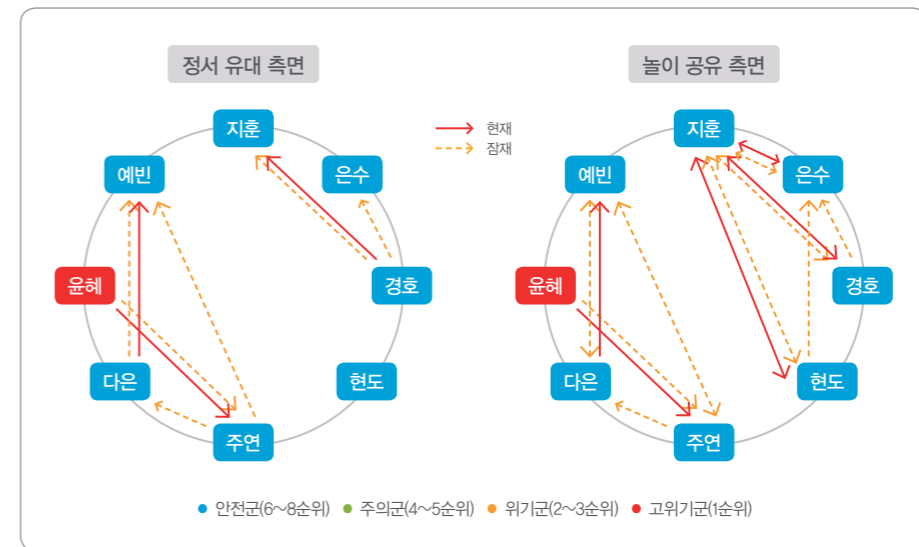 정서 유대 측면
놀이 공유 측면
현재
잠재
지훈
예빈
은수
윤혜
경호
다은
현도
주연
지훈
예빈
은수
윤혜
경호
다은
현도
주연
안전군(6~8순위)
주의군(4~5순위)
위기군(2~3순위)
고위기군(1순위)